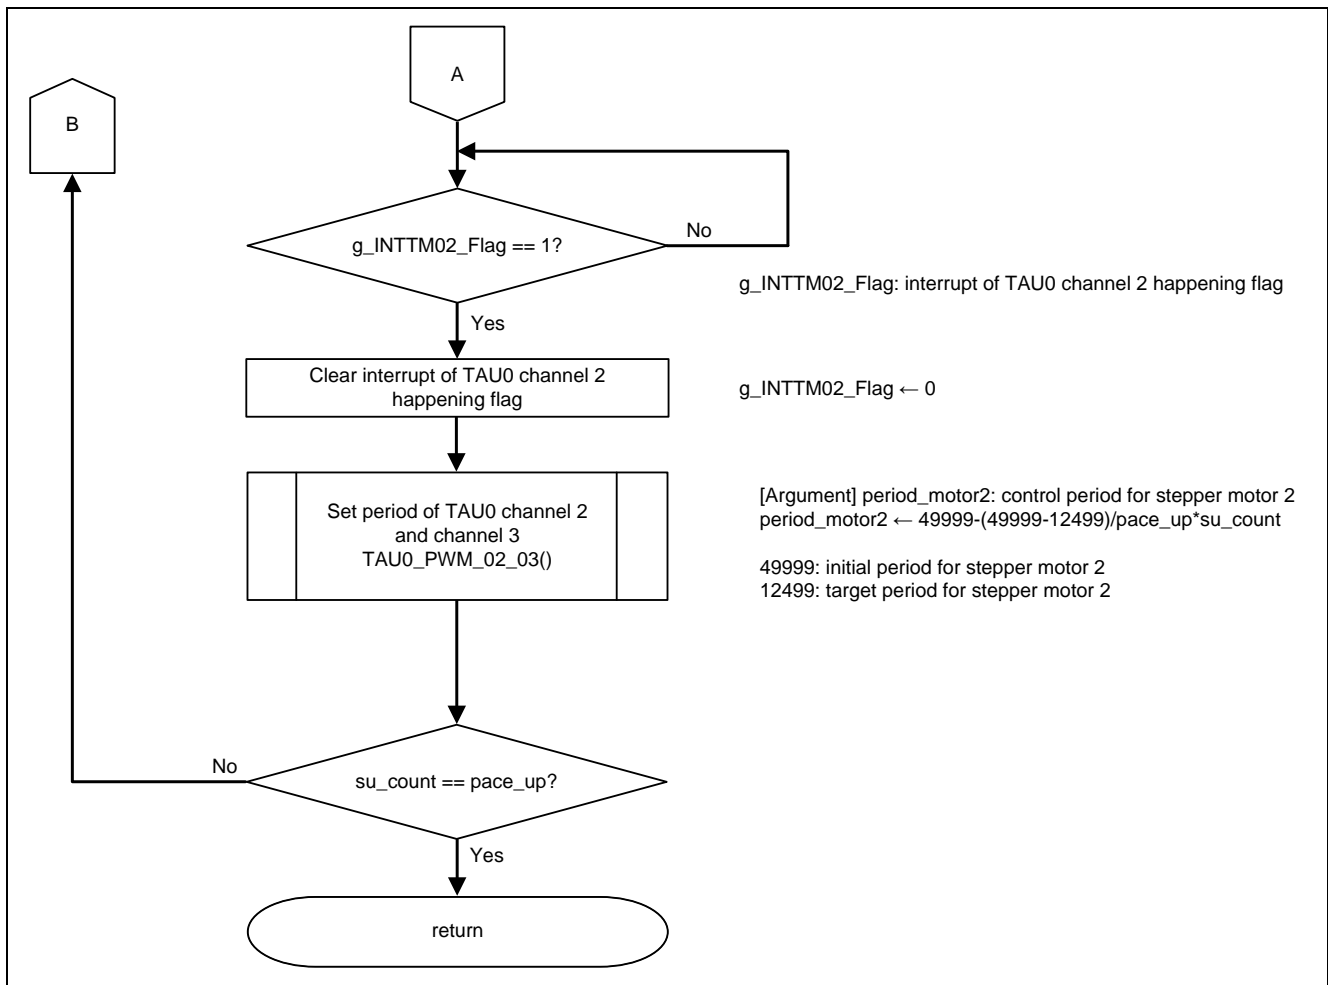 A
B
g_INTTM02_Flag == 1?
No
g_INTTM02_Flag: interrupt of TAU0 channel 2 happening flag
Yes
Clear interrupt of TAU0 channel 2
happening flag
g_INTTM02_Flag ← 0
Set period of TAU0 channel 2
and channel 3
TAU0_PWM_02_03()
[Argument] period_motor2: control period for stepper motor 2
period_motor2 ← 49999-(49999-12499)/pace_up*su_count
49999: initial period for stepper motor 2
12499: target period for stepper motor 2
No
su_count == pace_up?
Yes
return